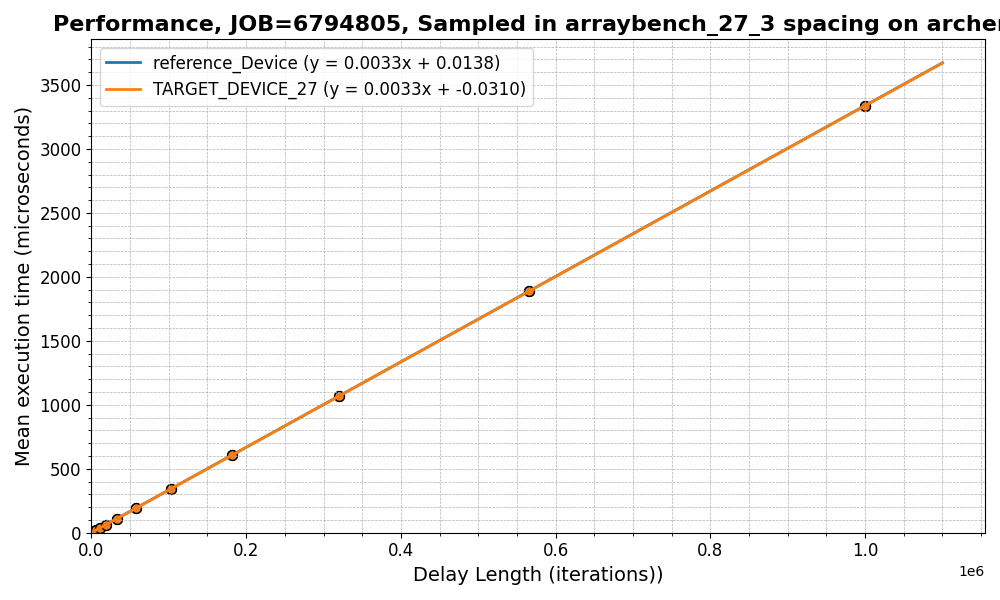 Performance, JOB=6794805, Sampled in arraybench_27_3 spacing on archer
reference_Device (y = 0.0033x + 0.0138)
TARGET_DEVICE_27 (y = 0.0033x + -0.0310)
Mean execution time (microseconds)
3500
3000
2500
2000
1500
1000
500
0
0.0 0.2 0.4 0.6 0.8 1.0
1e6
Delay Length (iterations))